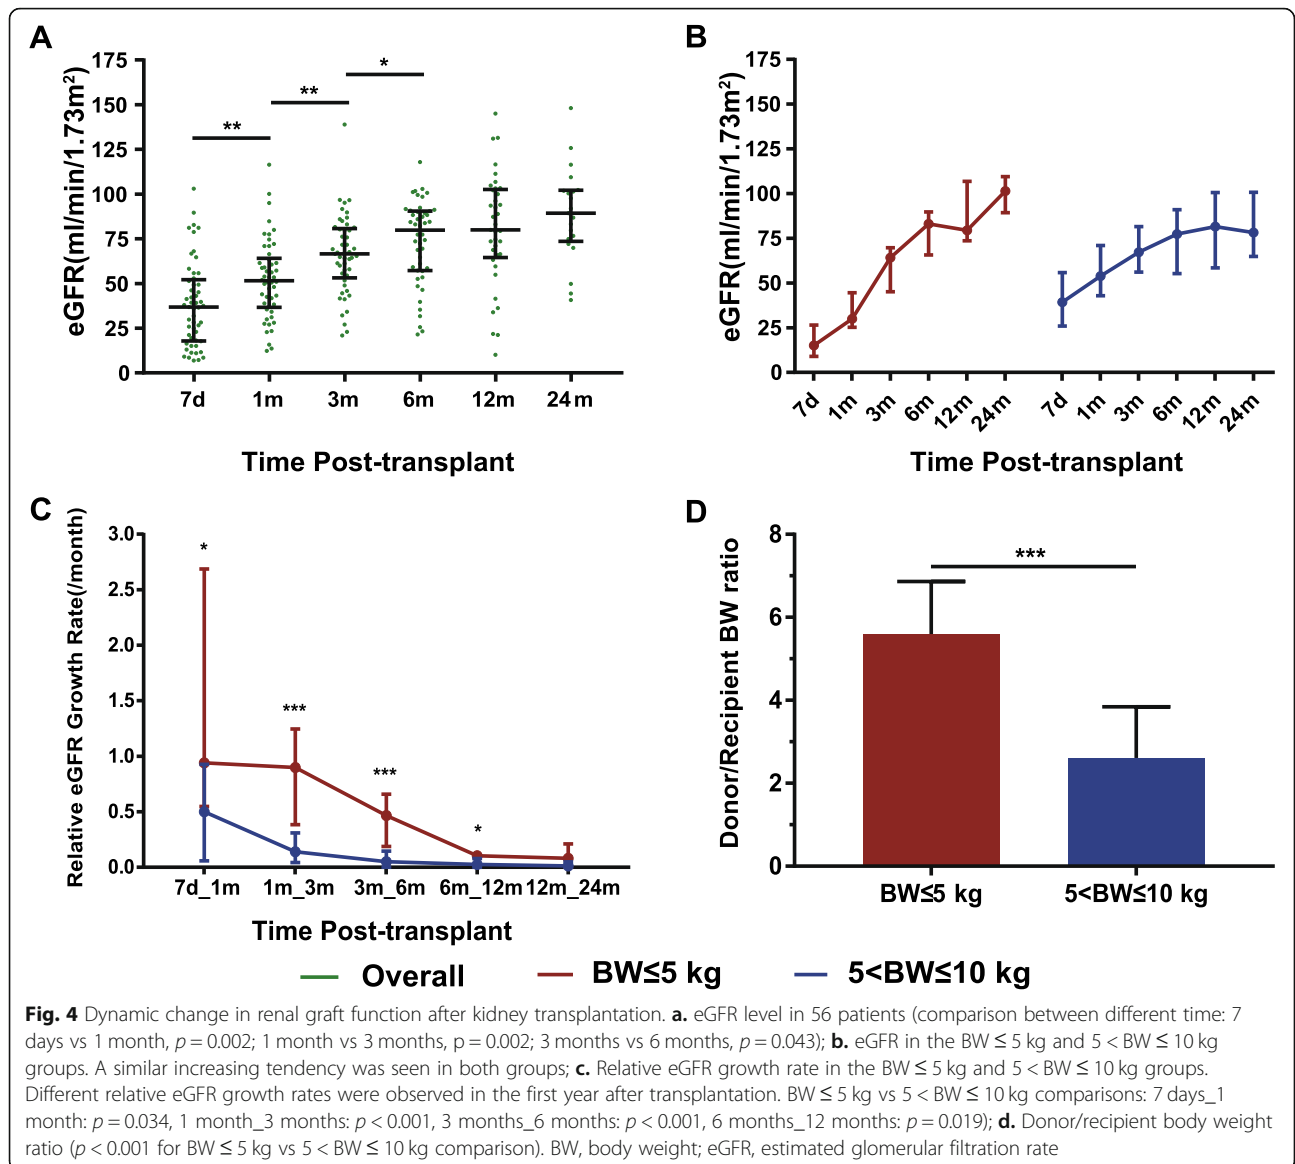 A
175
150
125
100
75
50
25
0
eGFR(ml/min/1.73m²)
**
**
*
7d 1m 3m 6m 12m 24m
Time Post-transplant
B
175
150
125
100
75
50
25
0
eGFR(ml/min/1.73m²)
7d 1m 3m 6m 12m 24m 7d 1m 3m 6m 12m 24m
Time Post-transplant
C
3.0
2.5
2.0
1.5
1.0
0.5
0.0
Relative eGFR Growth Rate(/month)
*
***
***
*
7d_1m 1m_3m 3m_6m 6m_12m 12m_24m
Time Post-transplant
D
8
6
4
2
0
Donor/Recipient BW ratio
***
BW≤5 kg 5<BW≤10 kg
Overall BW≤5 kg 5<BW≤10 kg
Fig. 4 Dynamic change in renal graft function after kidney transplantation. a. eGFR level in 56 patients (comparison between different time: 7
days vs 1 month, p = 0.002; 1 month vs 3 months, p = 0.002; 3 months vs 6 months, p = 0.043); b. eGFR in the BW ≤ 5 kg and 5 < BW ≤ 10 kg
groups. A similar increasing tendency was seen in both groups; c. Relative eGFR growth rate in the BW ≤ 5 kg and 5 < BW ≤ 10 kg groups.
Different relative eGFR growth rates were observed in the first year after transplantation. BW ≤ 5 kg vs 5 < BW ≤ 10 kg comparisons: 7 days_1
month: p = 0.034, 1 month_3 months: p < 0.001, 3 months_6 months: p < 0.001, 6 months_12 months: p = 0.019); d. Donor/recipient body weight
ratio (p < 0.001 for BW ≤ 5 kg vs 5 < BW ≤ 10 kg comparison). BW, body weight; eGFR, estimated glomerular filtration rate